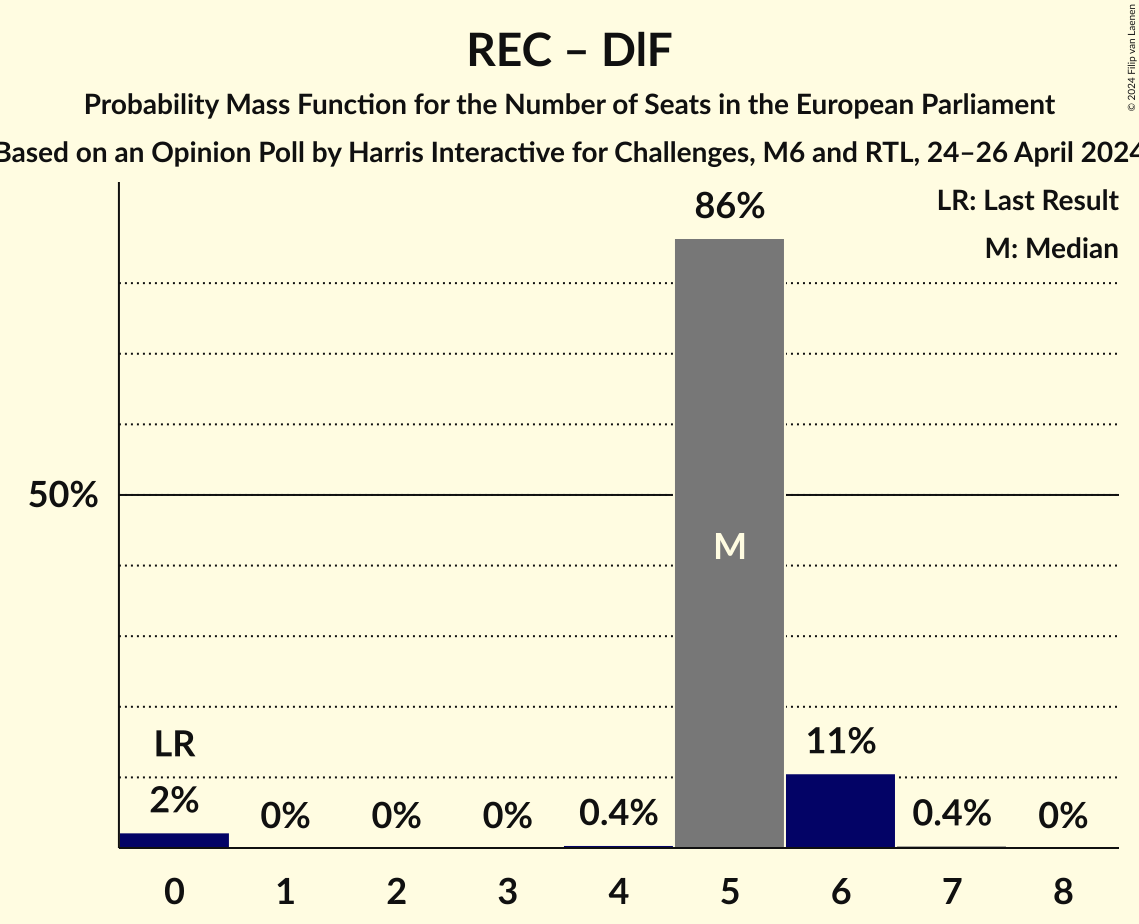 REC – DIF
Probability Mass Function for the Number of Seats in the European Parliament
Based on an Opinion Poll by Harris Interactive for Challenges, M6 and RTL, 24–26 April 2024
© 2024 Filip van Laenen
LR: Last Result
M: Median
86%
50%
M
LR
2%
0%
0%
0%
0.4%
11%
0.4%
0%
0 1 2 3 4 5 6 7 8